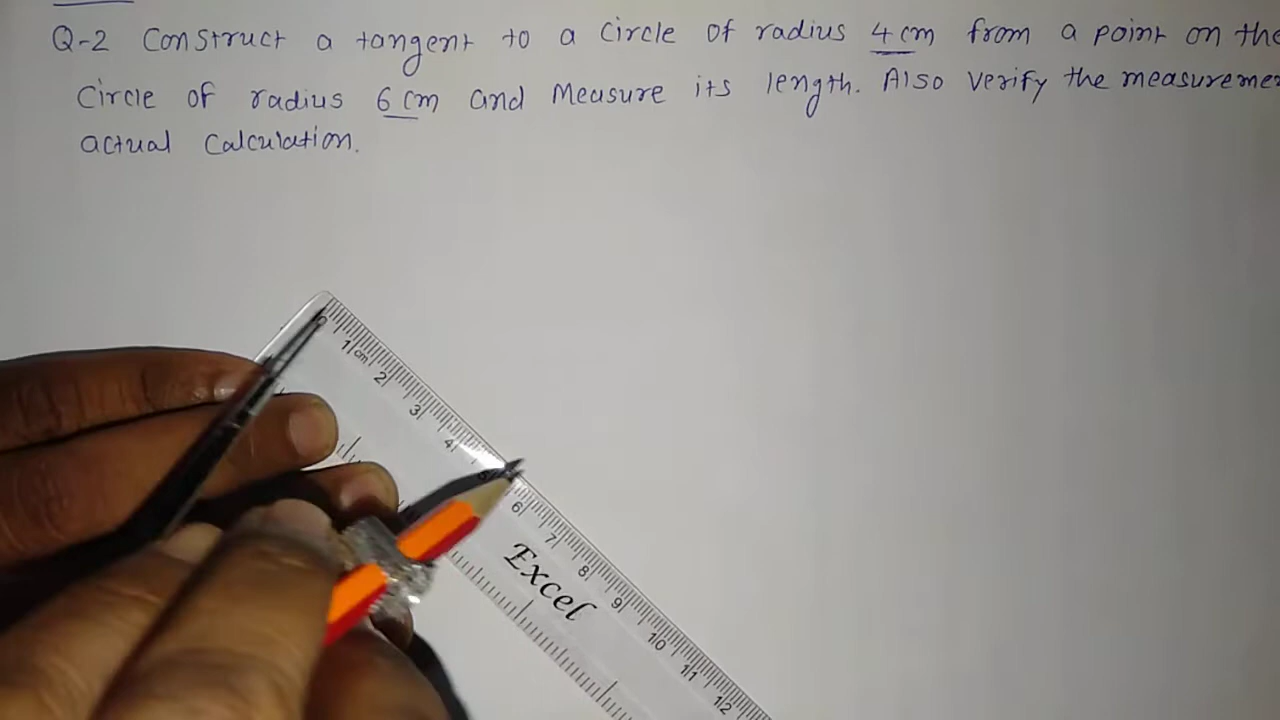 Q-2 Construct a tangent to a circle of radius 4 cm from a point on the
circle of radius 6 cm and Measure its length. Also verify the measureme
actual calculation.
0 1 cm 2 3 4 5 6 7 8 9 10 11 12
Excel